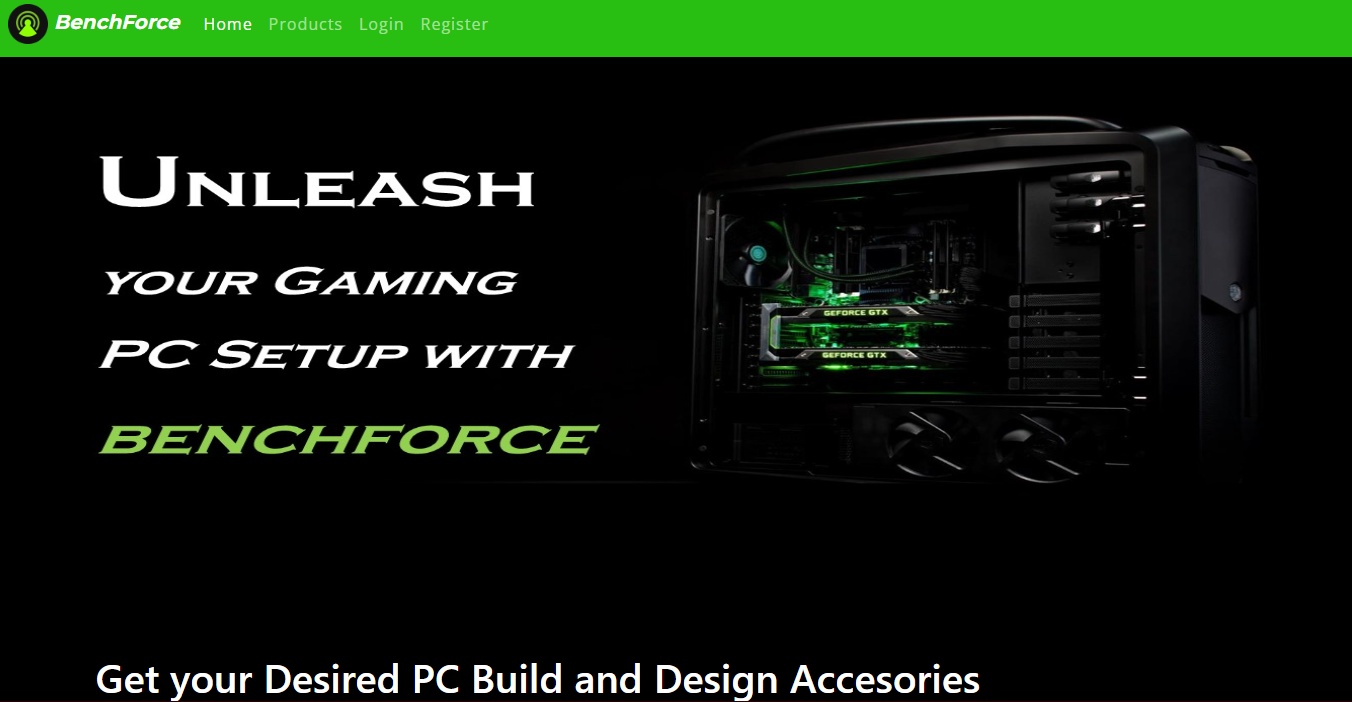 BenchForce Home Products Login Register
Unleash
your Gaming
PC Setup with
BENCHFORCE
GEFORCE GTX
GEFORCE GTX
Get your Desired PC Build and Design Accesories